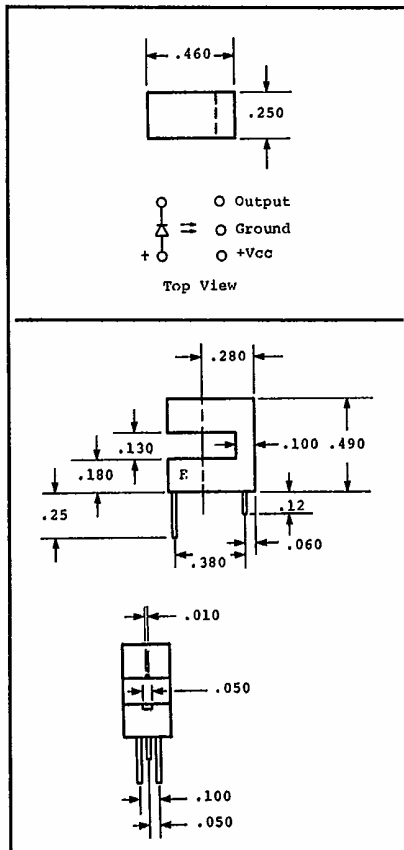 .460
.250
Output
Ground
+ +Vcc
Top View
.280
.130
.100 .490
.180
E
.25
.12
.060
.380
.010
.050
.100
.050